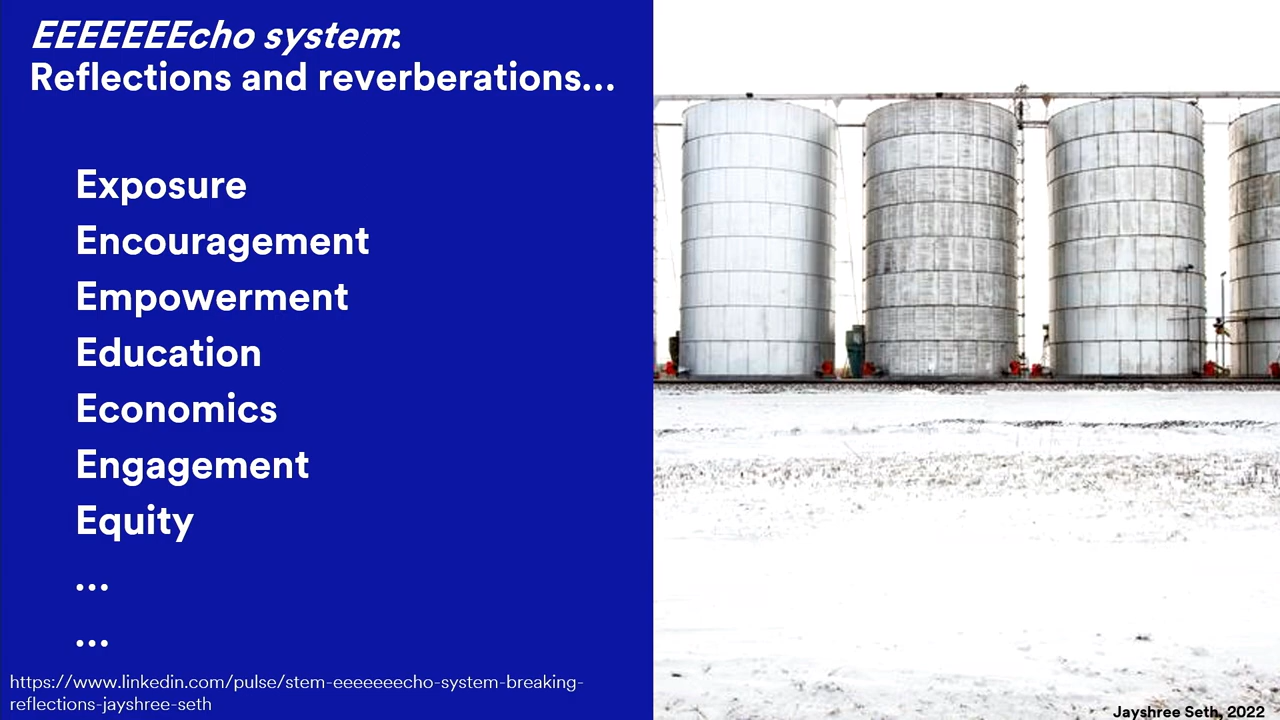 EEEEEEEcho system:
Reflections and reverberations...
Exposure
Encouragement
Empowerment
Education
Economics
Engagement
Equity
...
...
https://www.linkedin.com/pulse/stem-eeeeeeecho-system-breaking-
reflections-jayshree-seth
Jayshree Seth, 2022